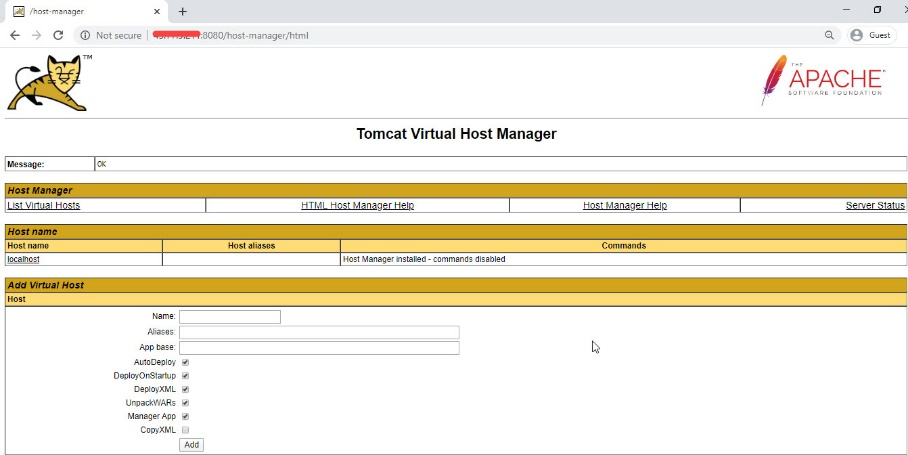 /host-manager
Not secure
:8080/host-manager/html
Guest
TM
THE
APACHE
SOFTWARE FOUNDATION
Tomcat Virtual Host Manager
Message: OK
Host Manager
List Virtual Hosts HTML Host Manager Help Host Manager Help Server Status
Host name
Host name Host aliases Commands
localhost Host Manager installed - commands disabled
Add Virtual Host
Host
Name:
Aliases:
App base:
AutoDeploy
DeployOnStartup
DeployXML
UnpackWARs
Manager App
CopyXML
Add